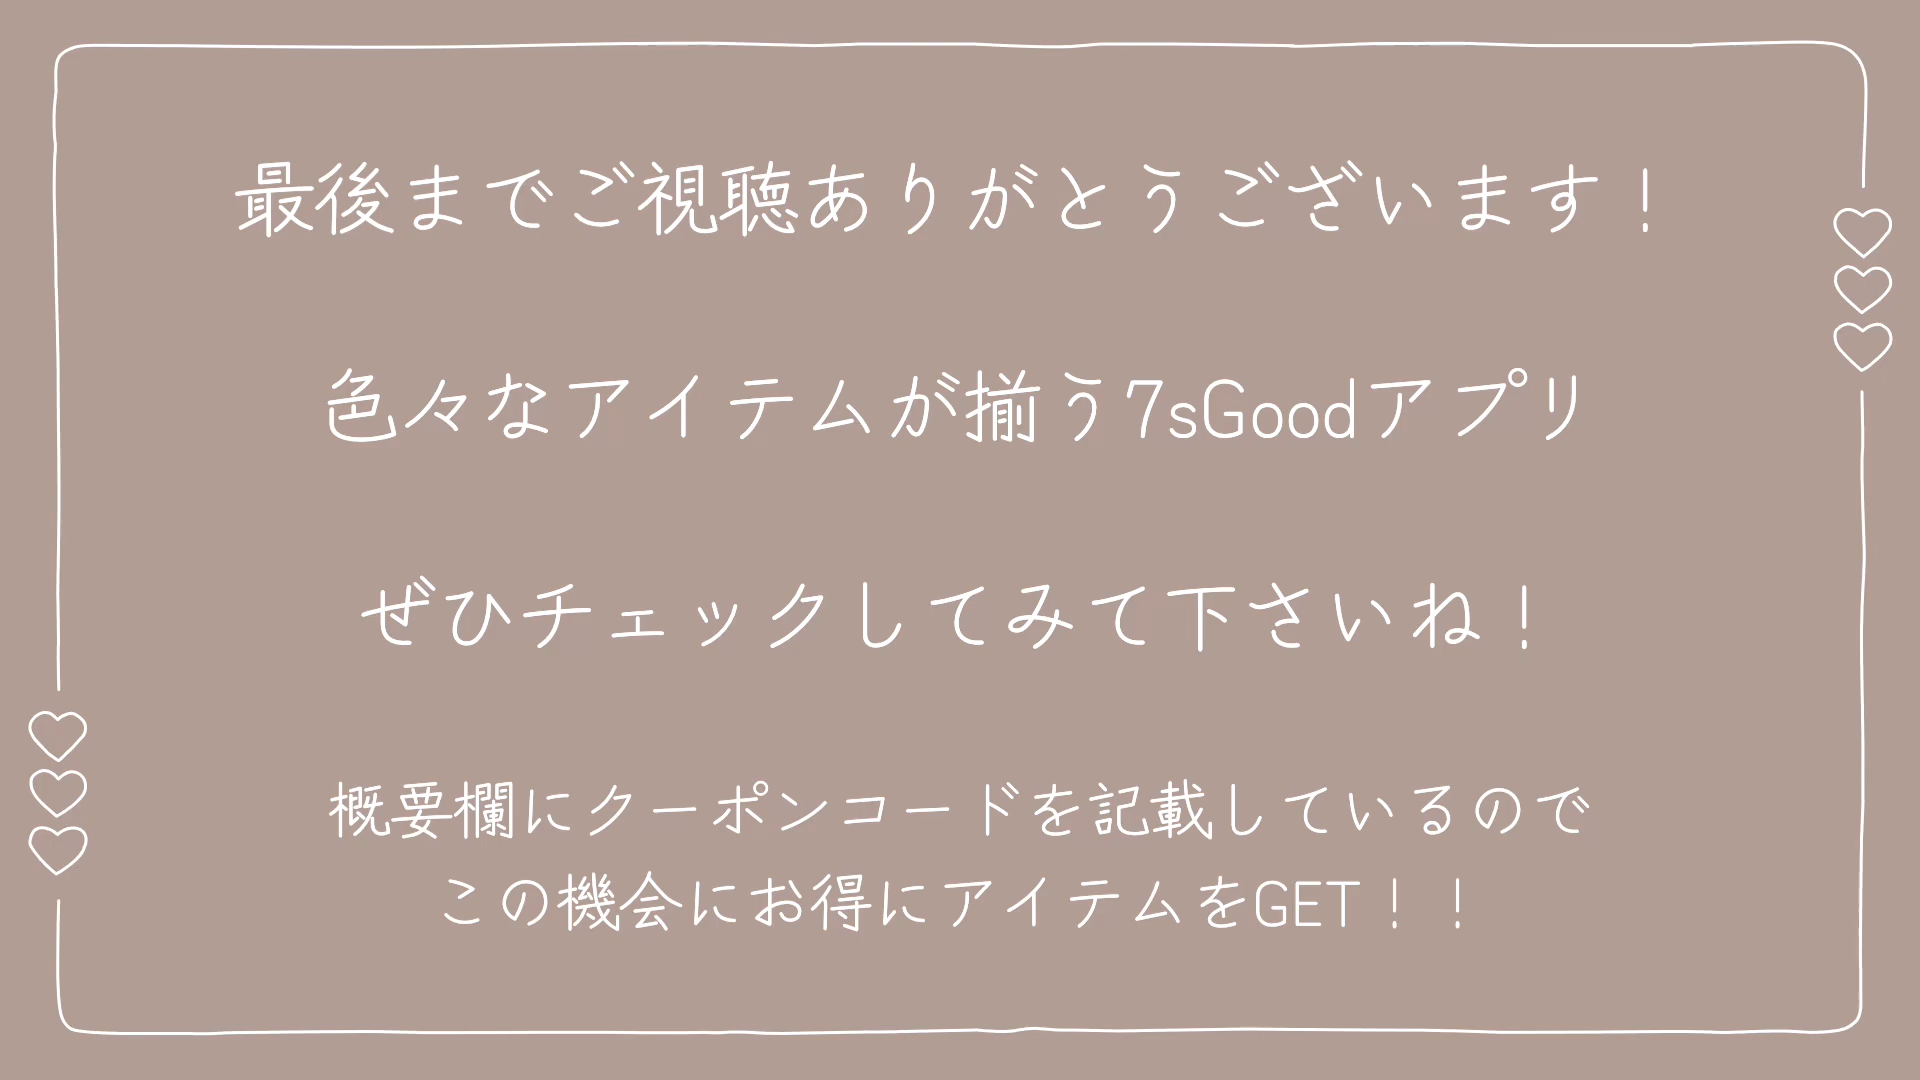 最後までご視聴ありがとうございます！
色々なアイテムが揃う7sGoodアプリ
ぜひチェックしてみて下さいね！
概要欄にクーポンコードを記載しているので
この機会にお得にアイテムをGET！！